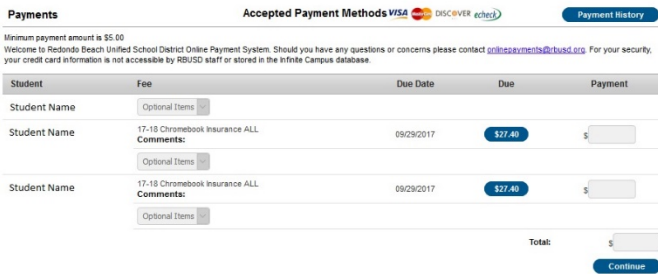 Payments Accepted Payment Methods VISA MasterCard DISCOVER echeck Payment History
Minimum payment amount is $5.00
Welcome to Redondo Beach Unified School District Online Payment System. Should you have any questions or concerns please contact onlinepayments@rbusd.org. For your security,
your credit card information is not accessible by RBUSD staff or stored in the Infinite Campus database.
Student Fee Due Date Due Payment
Student Name Optional Items
Student Name 17-18 Chromebook Insurance ALL 09/29/2017 $27.40 $
Comments:
Optional Items
Student Name 17-18 Chromebook Insurance ALL 09/29/2017 $27.40 $
Comments:
Optional Items
Total: $
Continue